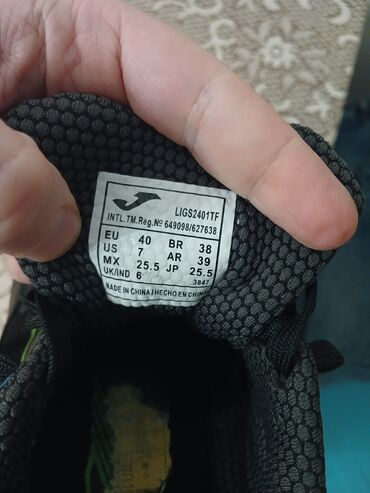 LIGS2401TF
INTL.TM.Reg.Nº 649098/627638
EU 40 BR 38
US 7 AR 39
MX 25.5 JP 25.5
UK/IND 6 3847
MADE IN CHINA / HECHO EN CHINA